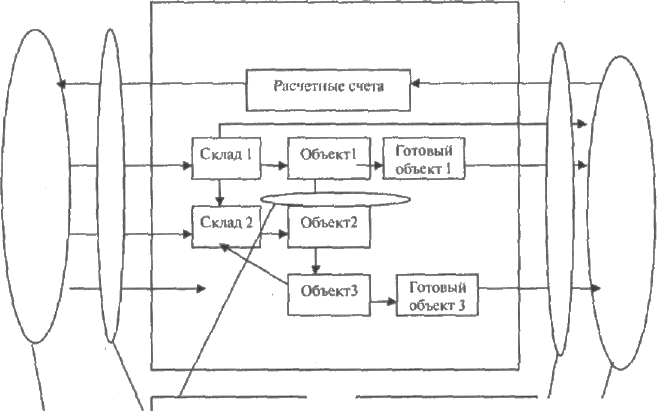 Расчетные счета
Склад 1
Объект1
Готовый
объект 1
Склад 2
Объект2
Объект3
Готовый
объект 3